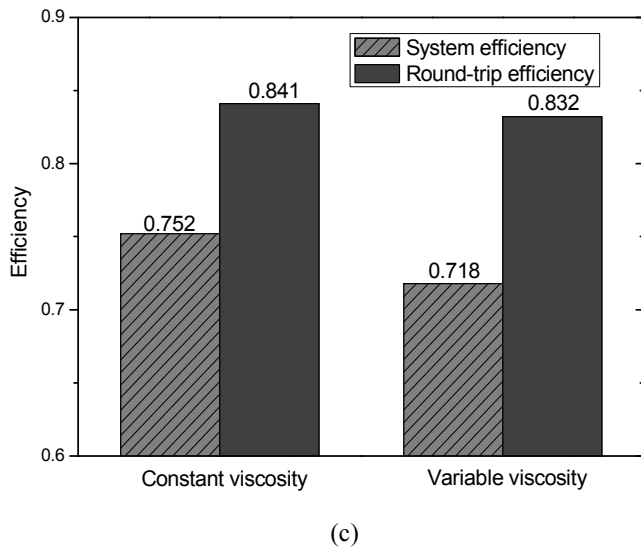 0.9
System efficiency
Round-trip efficiency
0.841
0.832
0.8
0.752
0.718
0.7
0.6
Efficiency
Constant viscosity
Variable viscosity
(c)